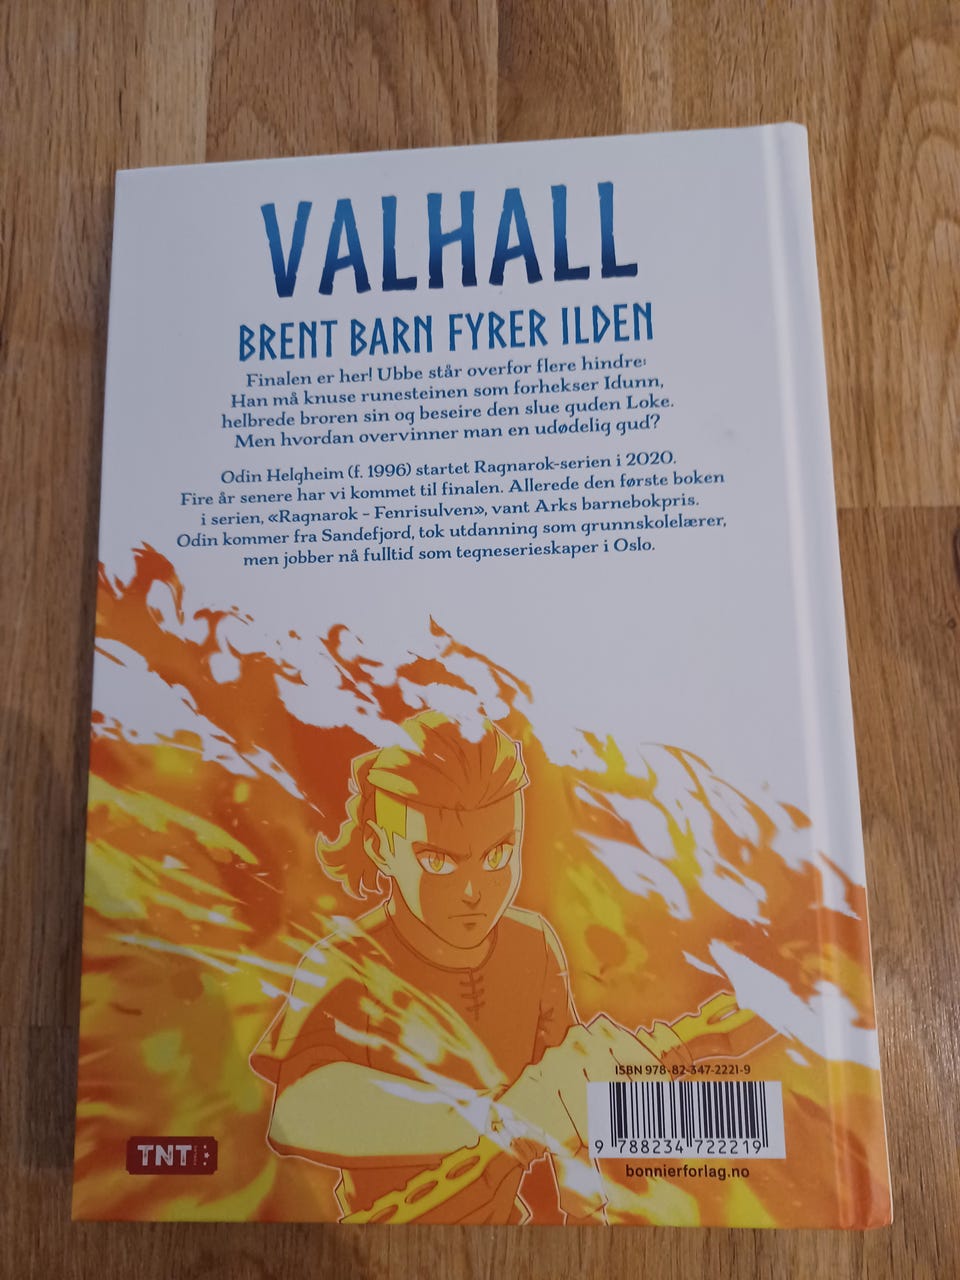 VALHALL
BRENT BARN FYRER ILDEN
Finalen er her! Ubbe står overfor flere hindre:
Han må knuse runesteinen som forhekser Idunn,
helbrede broren sin og beseire den slue guden Loke.
Men hvordan overvinner man en udødelig gud?
Odin Helgheim (f. 1996) startet Ragnarok-serien i 2020.
Fire år senere har vi kommet til finalen. Allerede den første boken
i serien, «Ragnarok – Fenrisulven», vant Arks barnebokpris.
Odin kommer fra Sandefjord, tok utdanning som grunnskolelærer,
men jobber nå fulltid som tegneserieskaper i Oslo.
ISBN 978-82-347-2221-9
9 788234 722219
bonnierforlag.no
TNT